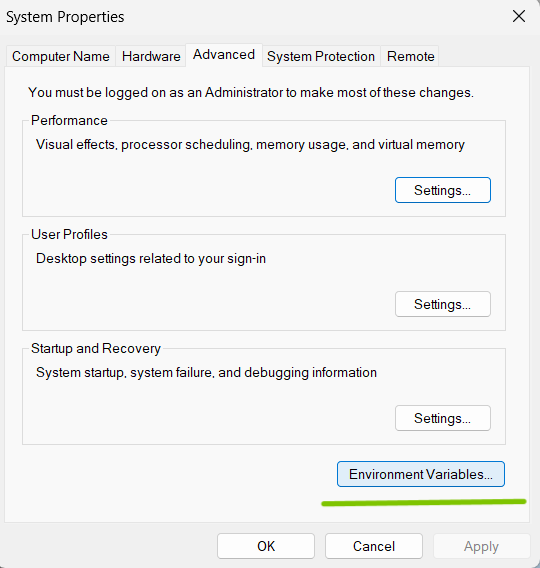 System Properties
Computer Name
Hardware
Advanced
System Protection
Remote
You must be logged on as an Administrator to make most of these changes.
Performance
Visual effects, processor scheduling, memory usage, and virtual memory
Settings...
User Profiles
Desktop settings related to your sign-in
Settings...
Startup and Recovery
System startup, system failure, and debugging information
Settings...
Environment Variables...
OK
Cancel
Apply